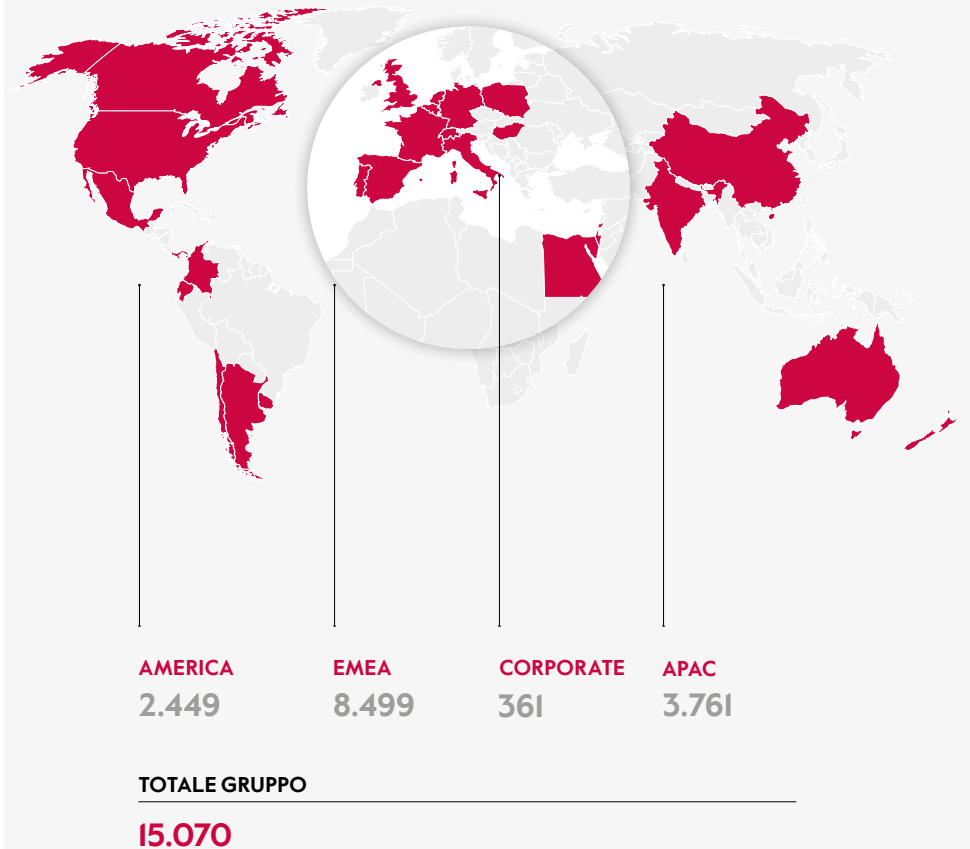 AMERICA
2.449
EMEA
8.499
CORPORATE
361
APAC
3.761
TOTALE GRUPPO
15.070